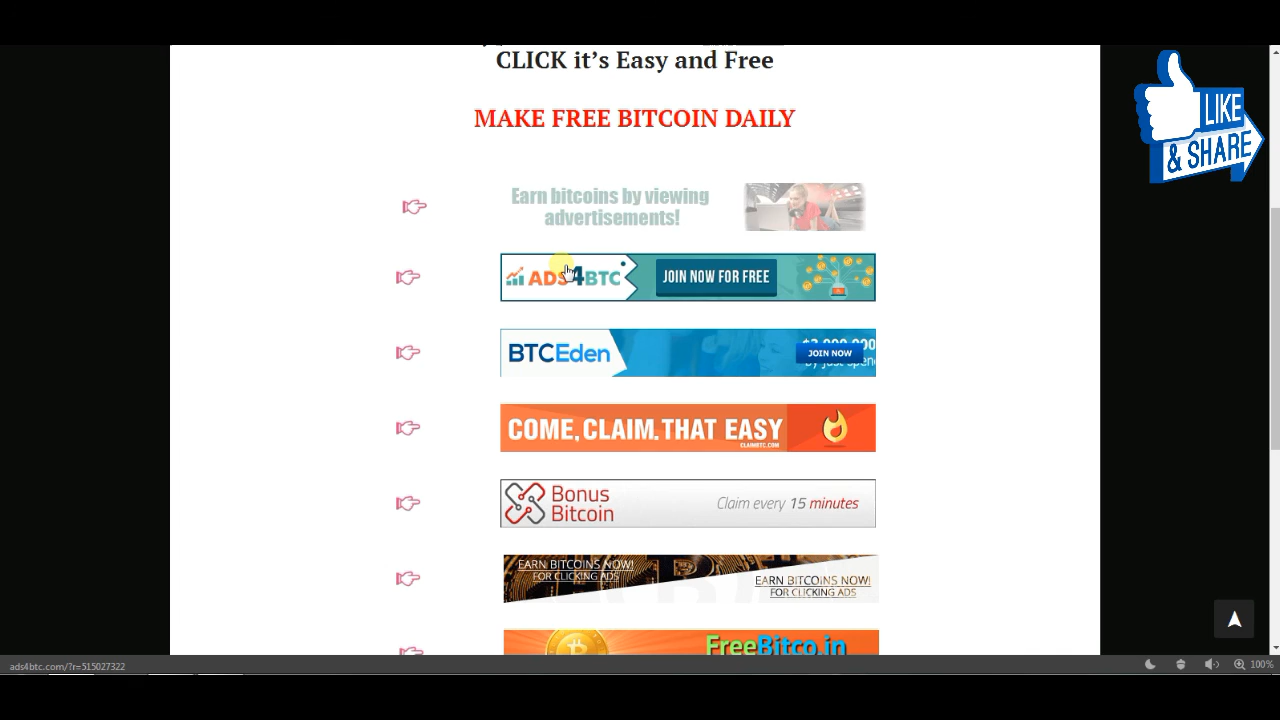 CLICK it's Easy and Free
MAKE FREE BITCOIN DAILY
LIKE
& SHARE
Earn bitcoins by viewing
advertisements!
ADS4BTC
JOIN NOW FOR FREE
BTCEden
JOIN NOW
COME, CLAIM. THAT EASY
CLAIMBTC.COM
Bonus
Bitcoin
Claim every 15 minutes
EARN BITCOINS NOW!
FOR CLICKING ADS
EARN BITCOINS NOW!
FOR CLICKING ADS
FreeBitco.in
ads4btc.com/?r=515027322
100%